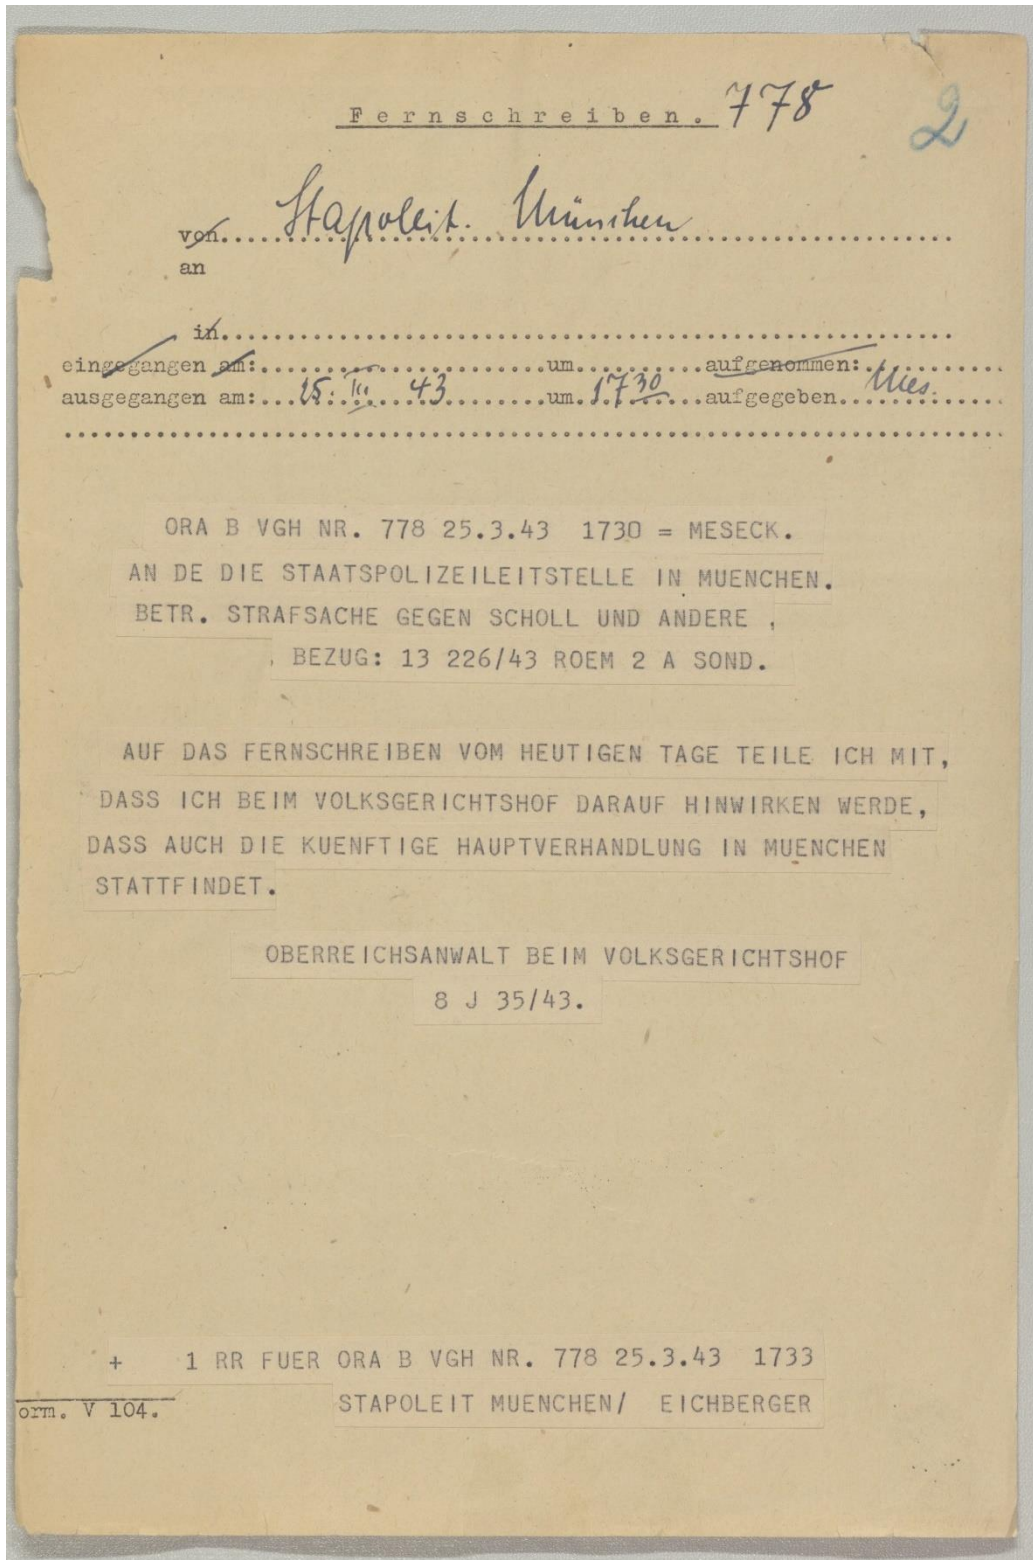 Fernschreiben. 778
2
von Stapoleit. München
an
in
eingegangen am: um aufgenommen:
ausgegangen am: 25. III. 43 um 1730 aufgegeben Mes.
ORA B VGH NR. 778 25.3.43 1730 = MESECK.
AN DE DIE STAATSPOLIZEILEITSTELLE IN MUENCHEN.
BETR. STRAFSACHE GEGEN SCHOLL UND ANDERE ,
, BEZUG: 13 226/43 ROEM 2 A SOND.
AUF DAS FERNSCHREIBEN VOM HEUTIGEN TAGE TEILE ICH MIT,
DASS ICH BEIM VOLKSGERICHTSHOF DARAUF HINWIRKEN WERDE,
DASS AUCH DIE KUENFTIGE HAUPTVERHANDLUNG IN MUENCHEN
STATTFINDET.
OBERREICHSANWALT BEIM VOLKSGERICHTSHOF
8 J 35/43.
+ 1 RR FUER ORA B VGH NR. 778 25.3.43 1733
orm. V 104. STAPOLEIT MUENCHEN/ EICHBERGER